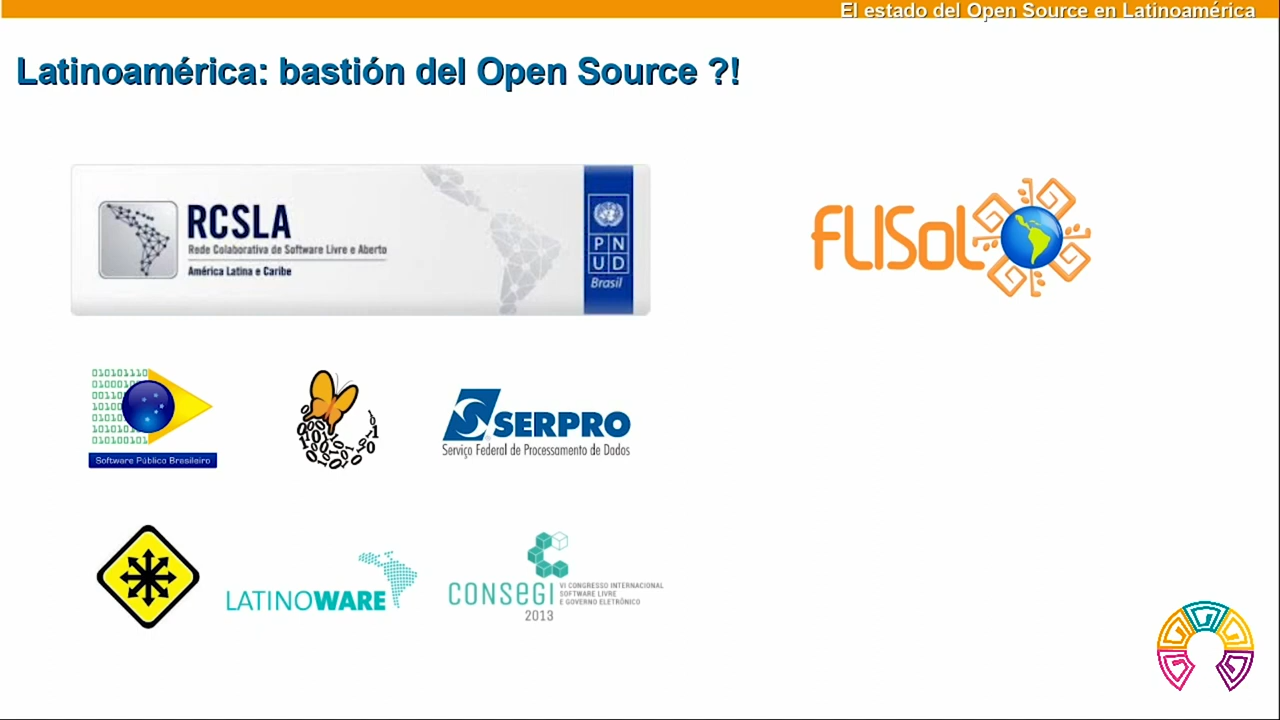 El estado del Open Source en Latinoamérica
Latinoamérica: bastión del Open Source ?!
RCSLA
Rede Colaborativa de Software Livre e Aberto
América Latina e Caribe
P N
U D
Brasil
FLISoL
010101110
Software Público Brasileiro
SERPRO
Serviço Federal de Processamento de Dados
LATINOWARE
CONSEGI
VI CONGRESSO INTERNACIONAL
SOFTWARE LIVRE
E GOVERNO ELETRÔNICO
2013